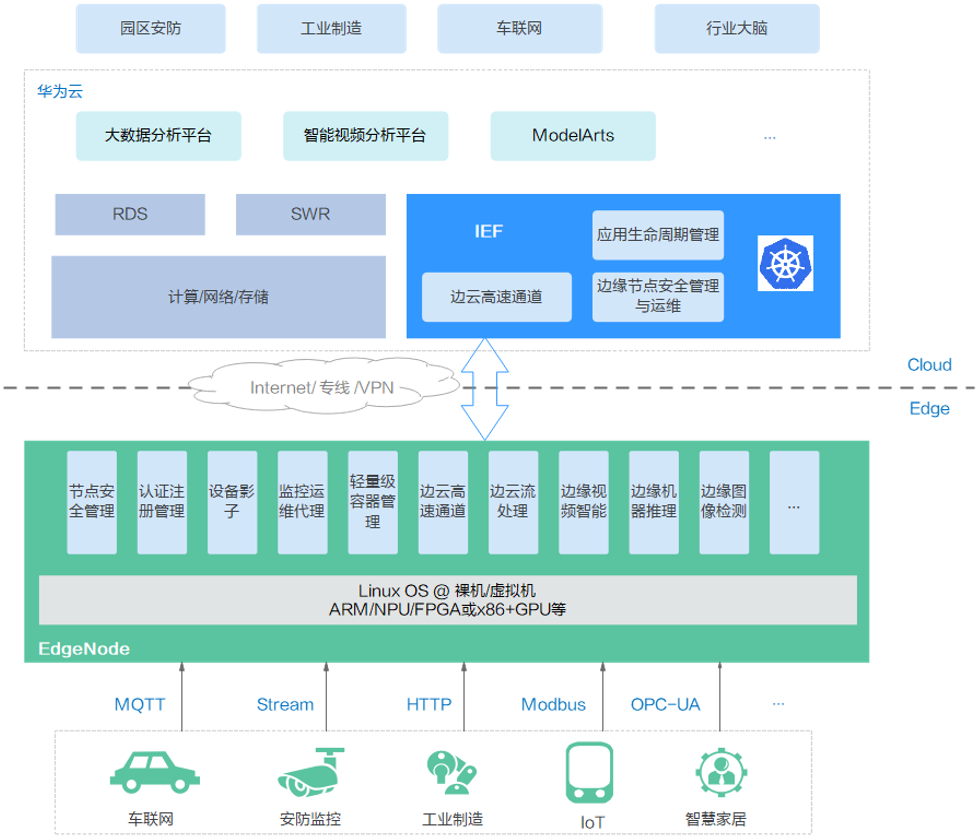 园区安防
工业制造
车联网
行业大脑
华为云
大数据分析平台
智能视频分析平台
ModelArts
...
RDS
SWR
计算/网络/存储
IEF
应用生命周期管理
边云高速通道
边缘节点安全管理
与运维
Internet/专线/VPN
Cloud
Edge
节点安
全管理
认证注
册管理
设备影
子
监控运
维代理
轻量级
容器管
理
边云高
速通道
边云流
处理
边缘视
频智能
边缘机
器推理
边缘图
像检测
...
Linux OS @ 裸机/虚拟机
ARM/NPU/FPGA或x86+GPU等
EdgeNode
MQTT
Stream
HTTP
Modbus
OPC-UA
...
车联网
安防监控
工业制造
IoT
智慧家居